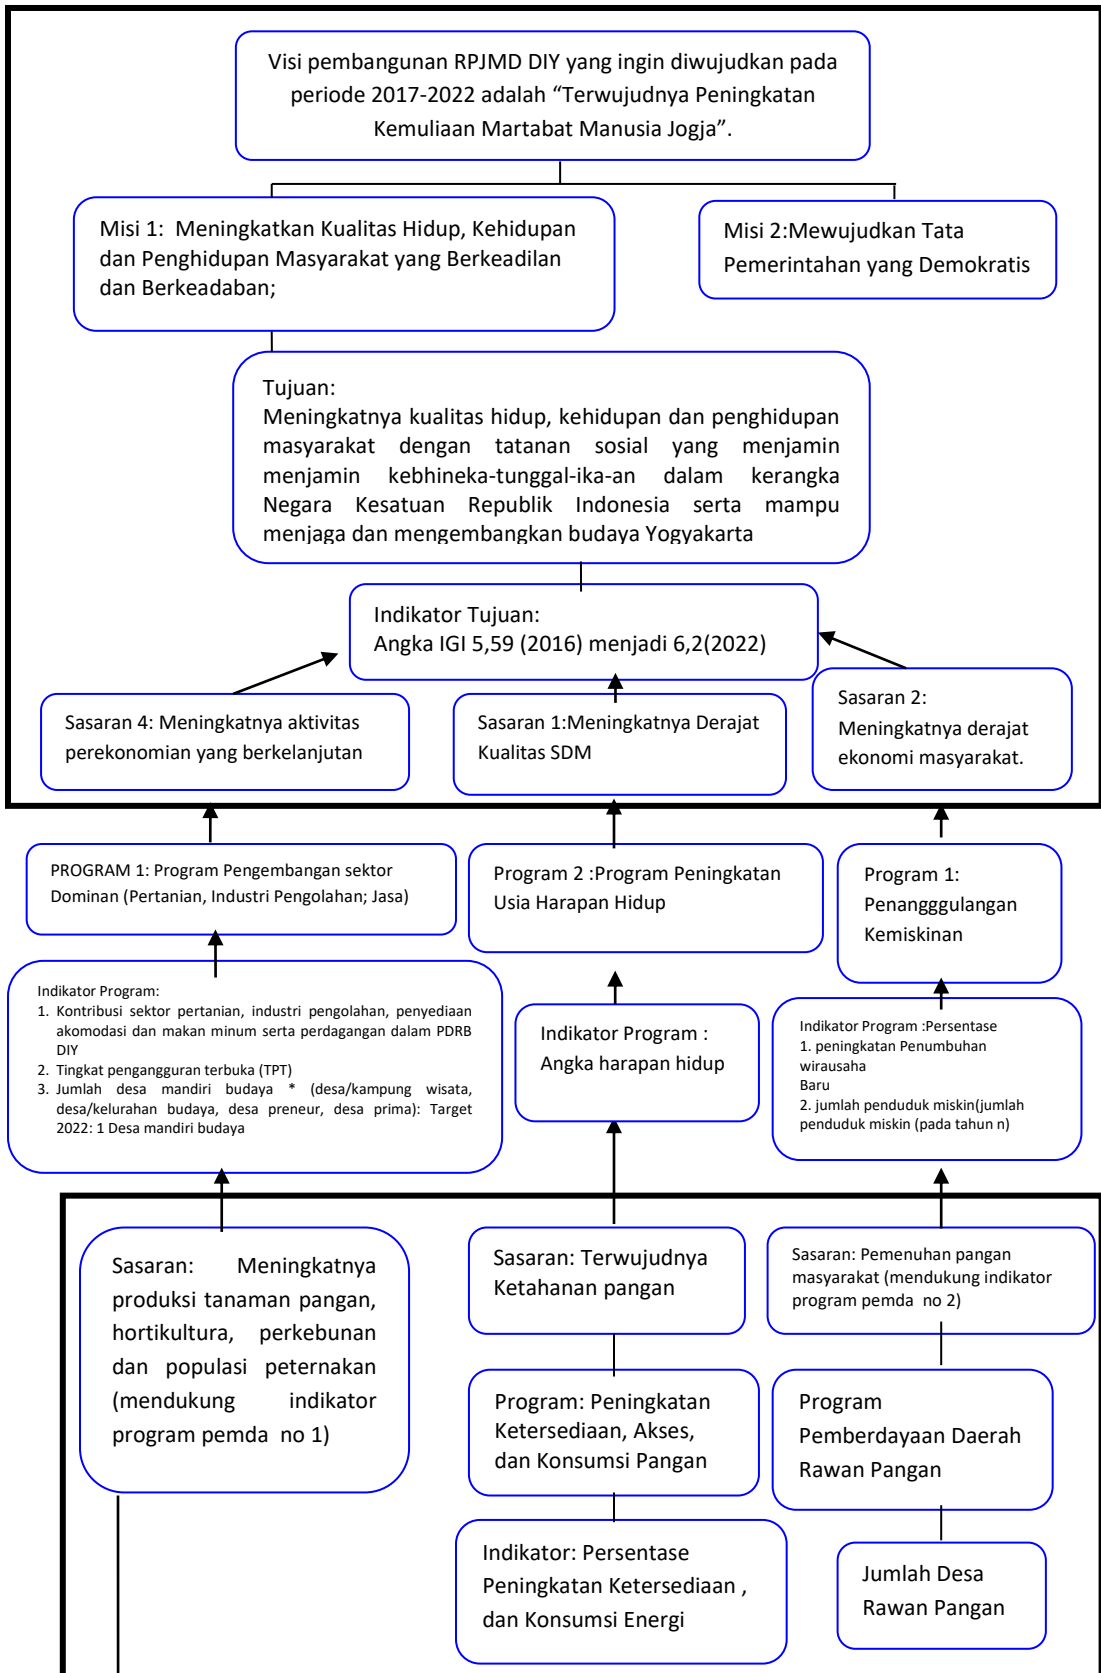 Visi pembangunan RPJMD DIY yang ingin diwujudkan pada
periode 2017-2022 adalah “Terwujudnya Peningkatan
Kemuliaan Martabat Manusia Jogja”.
Misi 1:  Meningkatkan Kualitas Hidup, Kehidupan
dan Penghidupan Masyarakat yang Berkeadilan
dan Berkeadaban;
Misi 2:Mewujudkan Tata
Pemerintahan yang Demokratis
Tujuan:
Meningkatnya kualitas hidup, kehidupan dan penghidupan
masyarakat dengan tatanan sosial yang menjamin
menjamin kebhineka-tunggal-ika-an dalam kerangka
Negara Kesatuan Republik Indonesia serta mampu
menjaga dan mengembangkan budaya Yogyakarta
Indikator Tujuan:
Angka IGI 5,59 (2016) menjadi 6,2(2022)
Sasaran 4: Meningkatnya aktivitas
perekonomian yang berkelanjutan
Sasaran 1:Meningkatnya Derajat
Kualitas SDM
Sasaran 2:
Meningkatnya derajat
ekonomi masyarakat.
PROGRAM 1: Program Pengembangan sektor
Dominan (Pertanian, Industri Pengolahan; Jasa)
Program 2 :Program Peningkatan
Usia Harapan Hidup
Program 1:
Penangggulangan
Kemiskinan
Indikator Program:
1. Kontribusi sektor pertanian, industri pengolahan, penyediaan
akomodasi dan makan minum serta perdagangan dalam PDRB
DIY
2. Tingkat pengangguran terbuka (TPT)
3. Jumlah desa mandiri budaya * (desa/kampung wisata,
desa/kelurahan budaya, desa preneur, desa prima): Target
2022: 1 Desa mandiri budaya
Indikator Program :
Angka harapan hidup
Indikator Program :Persentase
1. peningkatan Penumbuhan
wirausaha
Baru
2. jumlah penduduk miskin(jumlah
penduduk miskin (pada tahun n)
Sasaran: Meningkatnya
produksi tanaman pangan,
hortikultura, perkebunan
dan populasi peternakan
(mendukung indikator
program pemda  no 1)
Sasaran: Terwujudnya
Ketahanan pangan
Sasaran: Pemenuhan pangan
masyarakat (mendukung indikator
program pemda  no 2)
Program: Peningkatan
Ketersediaan, Akses,
dan Konsumsi Pangan
Program
Pemberdayaan Daerah
Rawan Pangan
Indikator: Persentase
Peningkatan Ketersediaan ,
dan Konsumsi Energi
Jumlah Desa
Rawan Pangan